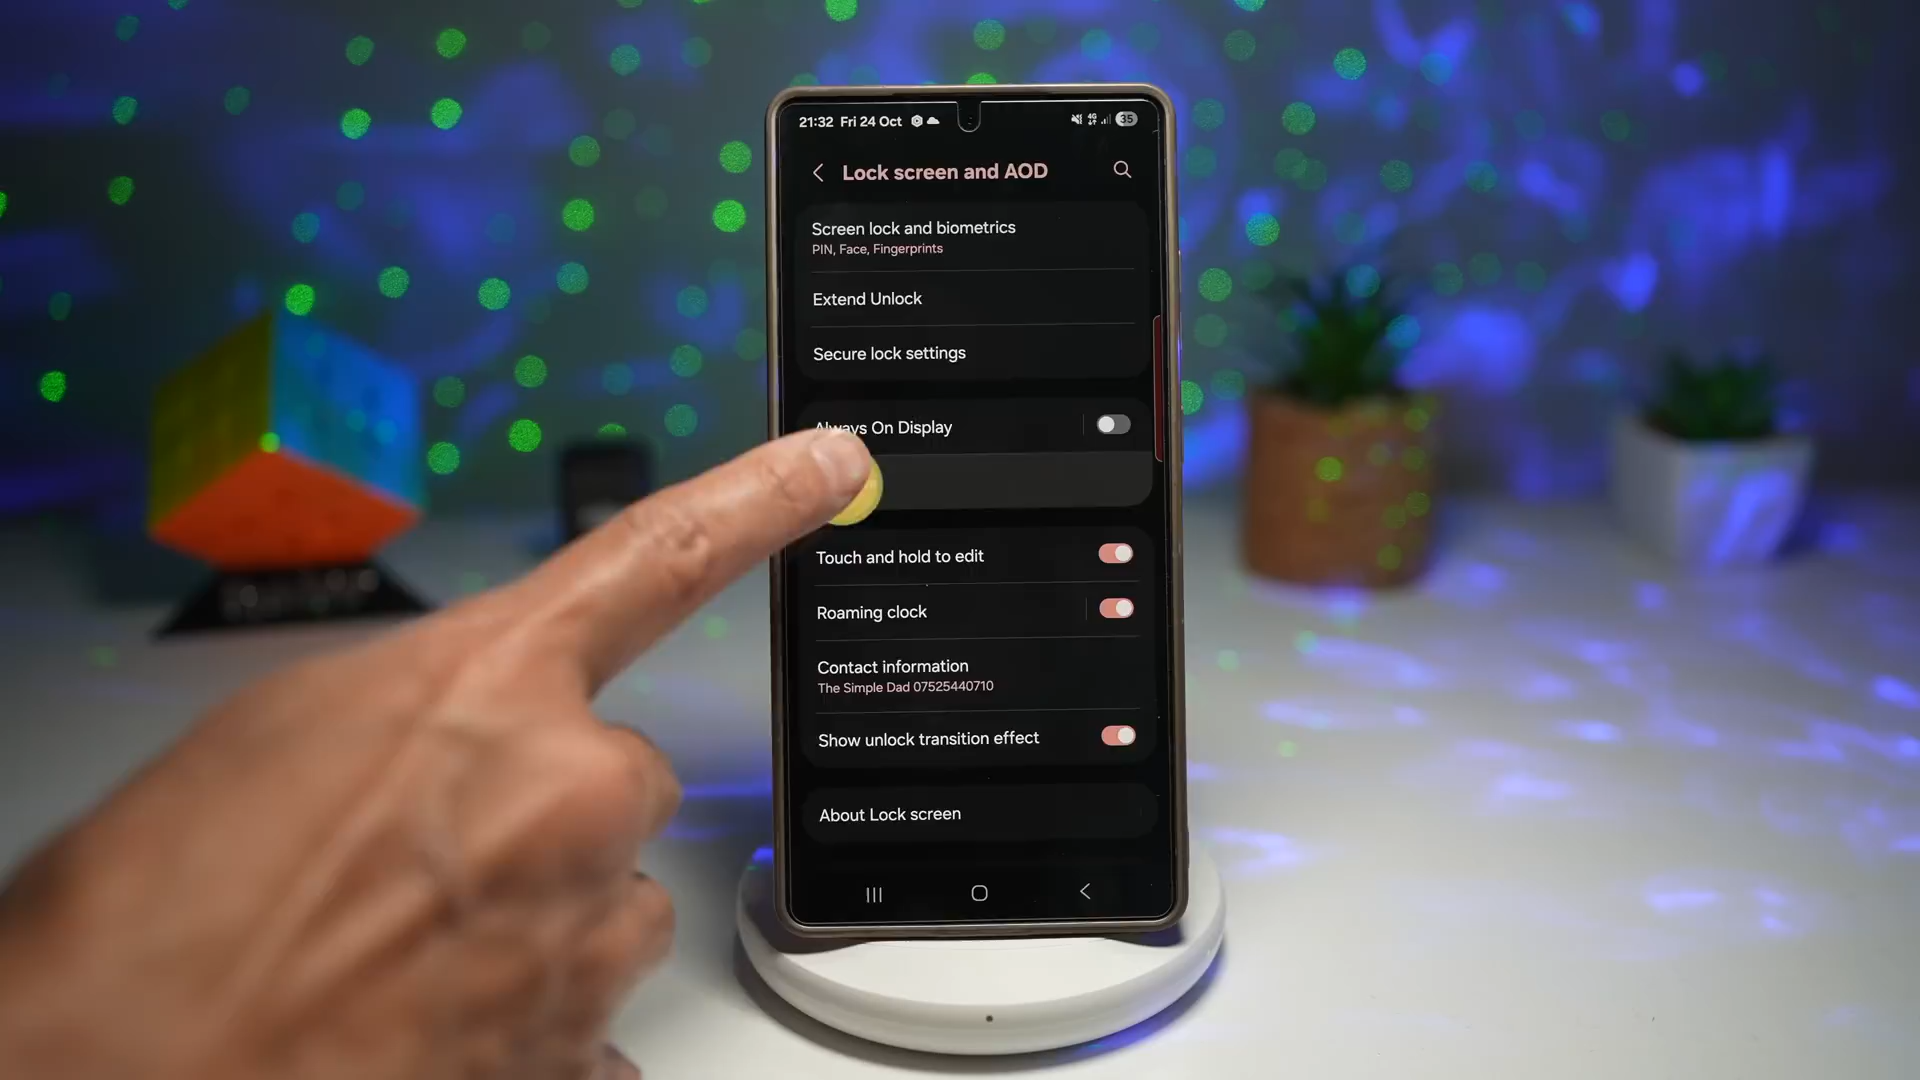 21:32 Fri 24 Oct
4G
35
Lock screen and AOD
Screen lock and biometrics
PIN, Face, Fingerprints
Extend Unlock
Secure lock settings
Always On Display
Touch and hold to edit
Roaming clock
Contact information
The Simple Dad 07525440710
Show unlock transition effect
About Lock screen